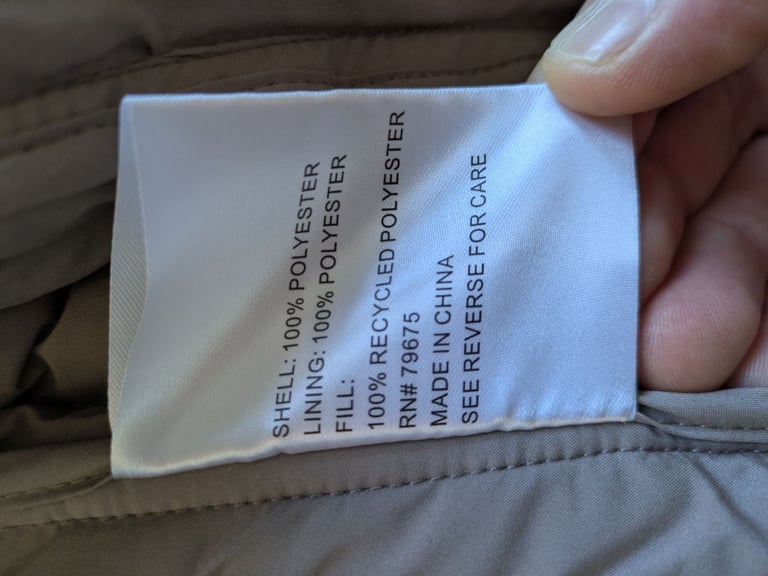 SHELL: 100% POLYESTER
LINING: 100% POLYESTER
FILL:
100% RECYCLED POLYESTER
RN# 79675
MADE IN CHINA
SEE REVERSE FOR CARE